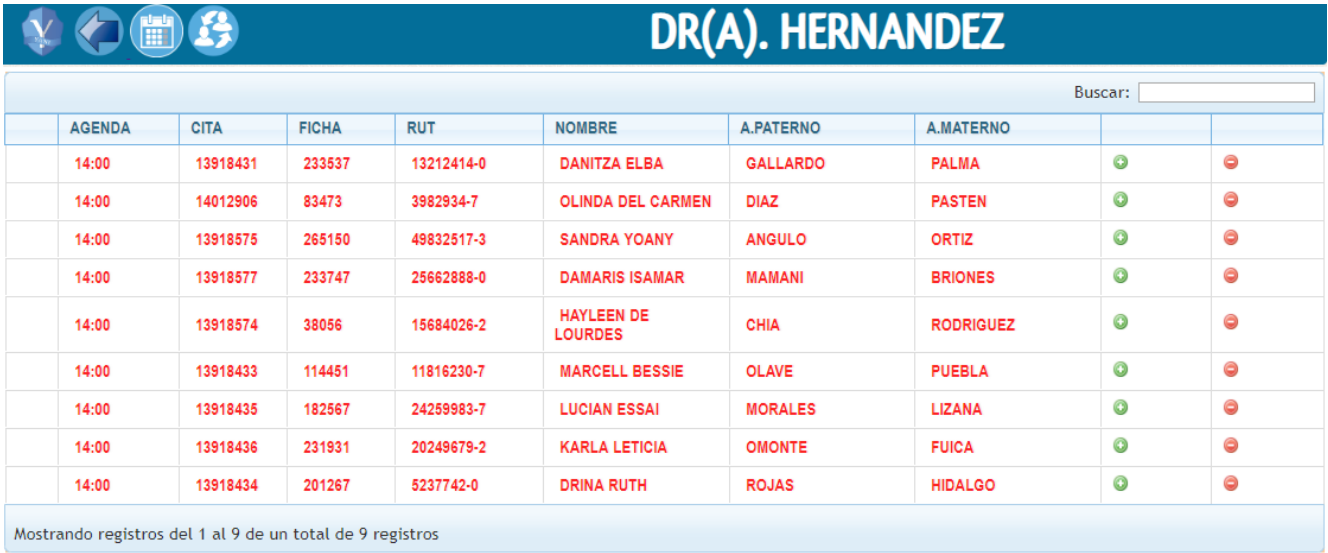 DR(A). HERNANDEZ
Buscar:
AGENDA CITA FICHA RUT NOMBRE A.PATERNO A.MATERNO
14:00 13918431 233537 13212414-0 DANITZA ELBA GALLARDO PALMA
14:00 14012906 83473 3982934-7 OLINDA DEL CARMEN DIAZ PASTEN
14:00 13918575 265150 49832517-3 SANDRA YOANY ANGULO ORTIZ
14:00 13918577 233747 25662888-0 DAMARIS ISAMAR MAMANI BRIONES
14:00 13918574 38056 15684026-2 HAYLEEN DE LOURDES CHIA RODRIGUEZ
14:00 13918433 114451 11816230-7 MARCELL BESSIE OLAVE PUEBLA
14:00 13918435 182567 24259983-7 LUCIAN ESSAI MORALES LIZANA
14:00 13918436 231931 20249679-2 KARLA LETICIA OMONTE FUICA
14:00 13918434 201267 5237742-0 DRINA RUTH ROJAS HIDALGO
Mostrando registros del 1 al 9 de un total de 9 registros